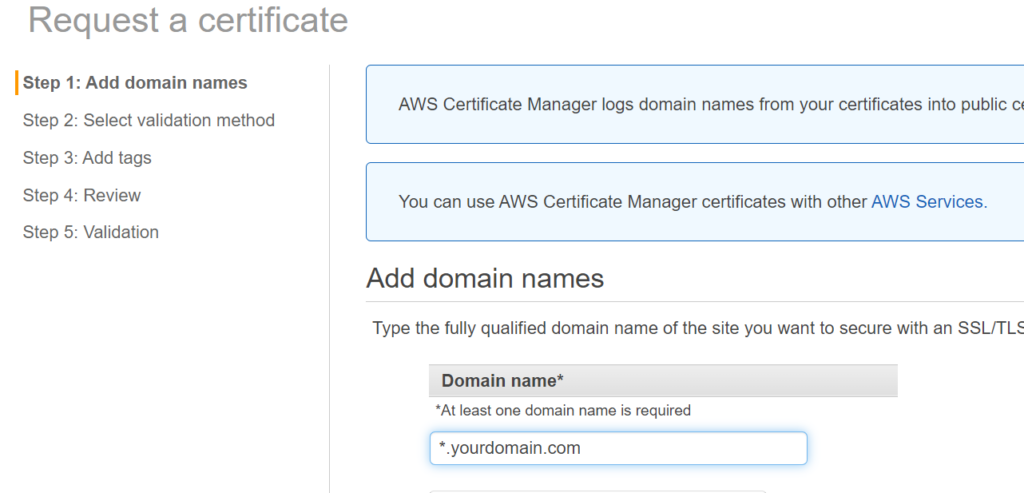 Request a certificate
Step 1: Add domain names
Step 2: Select validation method
Step 3: Add tags
Step 4: Review
Step 5: Validation
AWS Certificate Manager logs domain names from your certificates into public
You can use AWS Certificate Manager certificates with other AWS Services.
Add domain names
Type the fully qualified domain name of the site you want to secure with an SSL/TLS
Domain name*
*At least one domain name is required
*.yourdomain.com